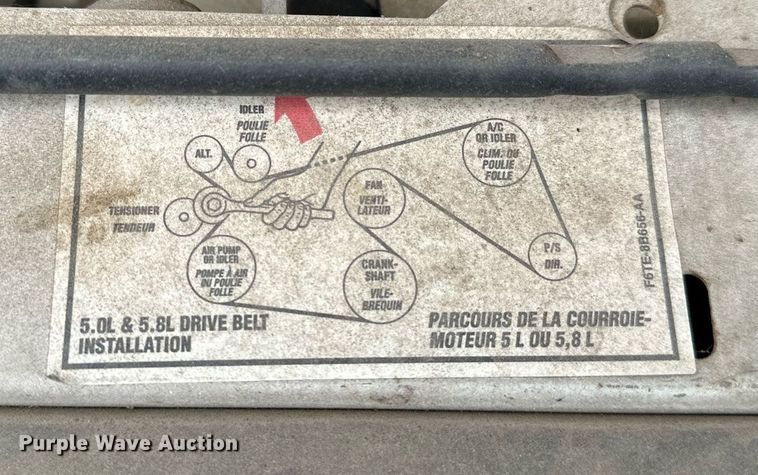 IDLER
POULIE
FOLLE
ALT.
A/C
OR IDLER
CLIM. OU
POULIE
FOLLE
FAN
VENTI-
LATEUR
TENSIONER
TENDEUR
AIR PUMP
OR IDLER
POMPE À AIR
OU POULIE
FOLLE
CRANK-
SHAFT
VILE-
BREQUIN
P/S
DIR.
F6TE-8B656-AA
5.0L & 5.8L DRIVE BELT
INSTALLATION
PARCOURS DE LA COURROIE-
MOTEUR 5 L OU 5,8 L
Purple Wave Auction